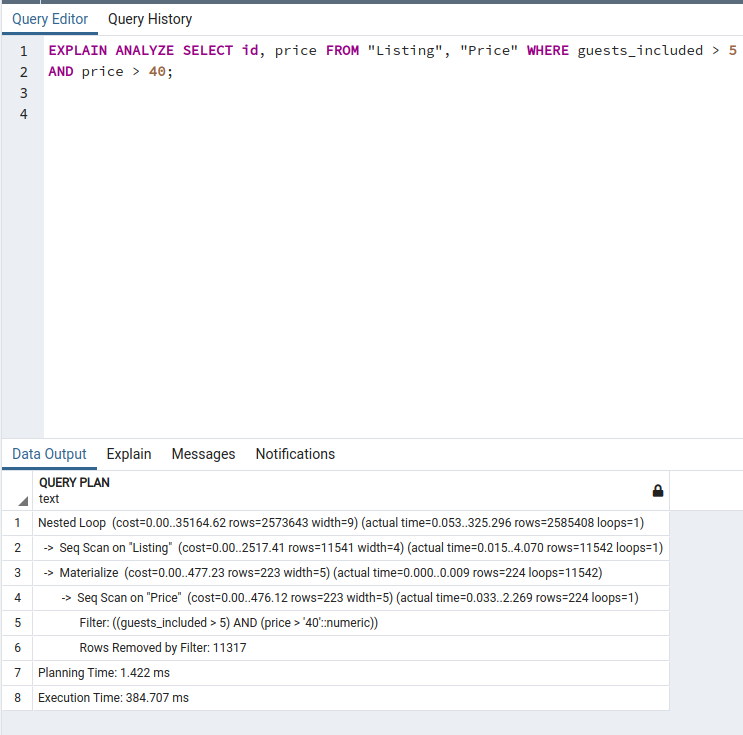 Query Editor Query History
1 EXPLAIN ANALYZE SELECT id, price FROM "Listing", "Price" WHERE guests_included > 5
2 AND price > 40;
3
4
Data Output Explain Messages Notifications
QUERY PLAN
text
1 Nested Loop (cost=0.00..35164.62 rows=2573643 width=9) (actual time=0.053..325.296 rows=2585408 loops=1)
2 -> Seq Scan on "Listing" (cost=0.00..2517.41 rows=11541 width=4) (actual time=0.015..4.070 rows=11542 loops=1)
3 -> Materialize (cost=0.00..477.23 rows=223 width=5) (actual time=0.000..0.009 rows=224 loops=11542)
4 -> Seq Scan on "Price" (cost=0.00..476.12 rows=223 width=5) (actual time=0.033..2.269 rows=224 loops=1)
5 Filter: ((guests_included > 5) AND (price > '40'::numeric))
6 Rows Removed by Filter: 11317
7 Planning Time: 1.422 ms
8 Execution Time: 384.707 ms